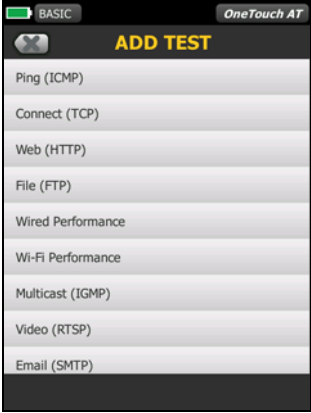 BASIC
OneTouch AT
ADD TEST
Ping (ICMP)
Connect (TCP)
Web (HTTP)
File (FTP)
Wired Performance
Wi-Fi Performance
Multicast (IGMP)
Video (RTSP)
Email (SMTP)